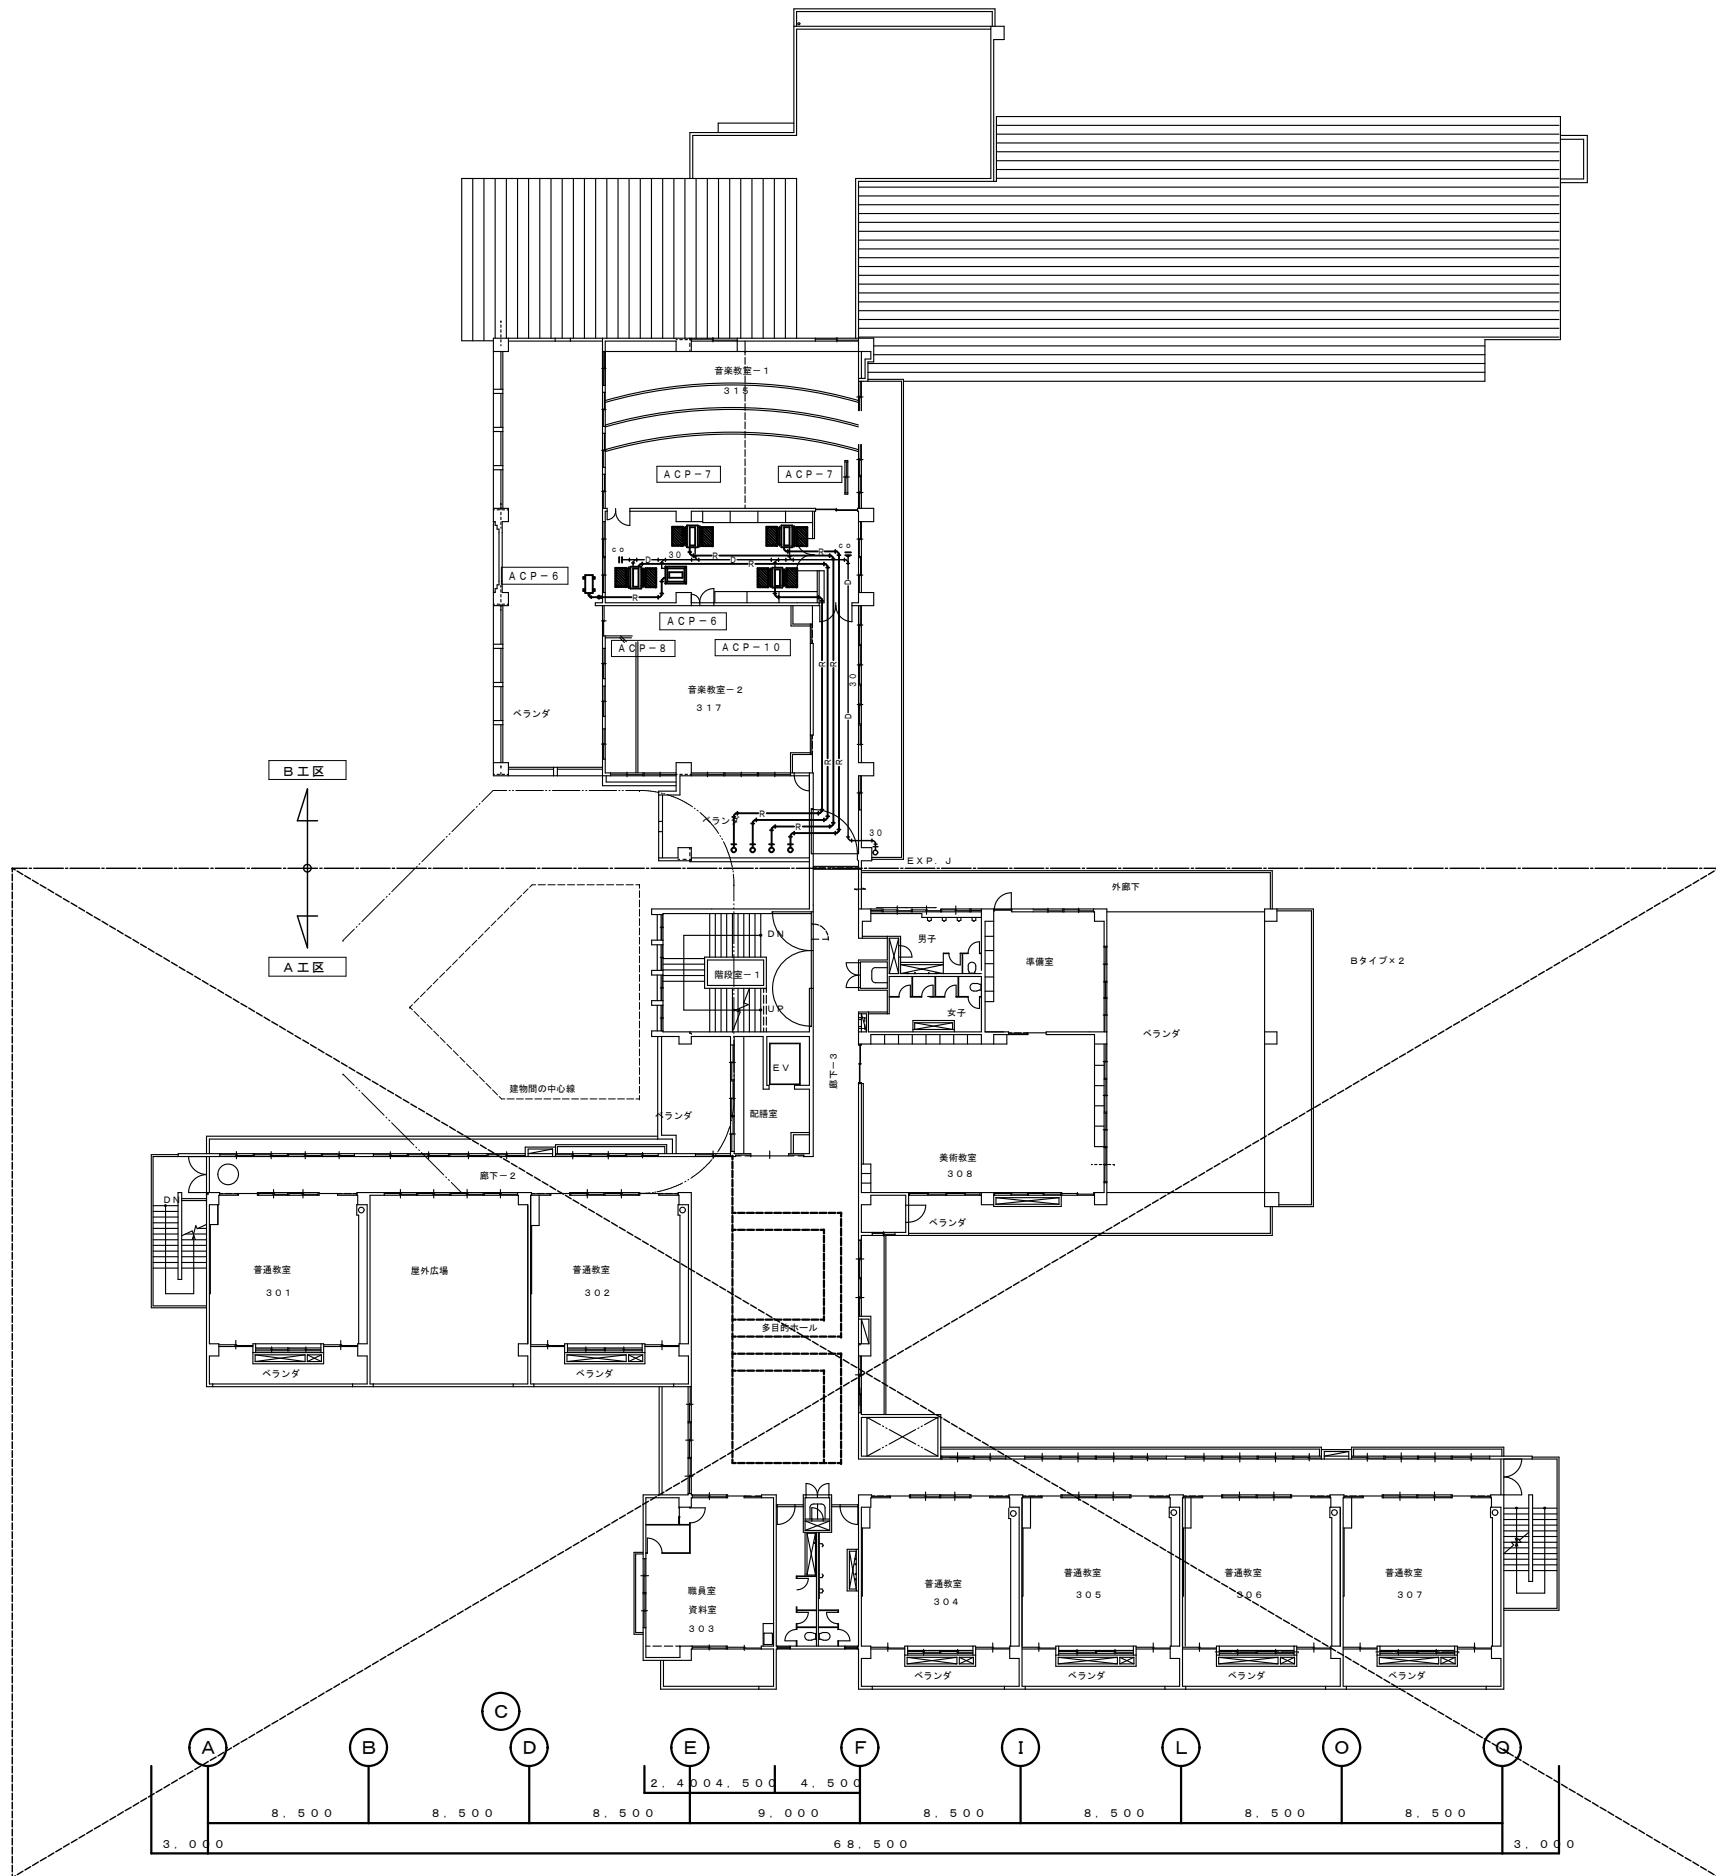 音楽教室－１
３１５
ＡＣＰ－７
ＡＣＰ－７
ｃｏ
３０
ｃｏ
Ｒ
Ｄ
Ｒ
Ｄ
Ｒ
ＡＣＰ－６
Ｒ
Ｄ
ＡＣＰ－６
ＡＣＰ－８
ＡＣＰ－１０
Ｒ
Ｒ
３０
音楽教室－２
３１７
ベランダ
Ｄ
Ｂ工区
Ｒ
Ｒ
ベランダ
Ｒ
Ｒ
３０
ＥＸＰ．Ｊ
外廊下
ＤＮ
男子
Ａ工区
階段室－１
準備室
Ｂタイプ×２
ＵＰ
女子
ベランダ
廊下－３
ＥＶ
建物間の中心線
ベランダ
配膳室
美術教室
３０８
廊下－２
ＤＮ
ベランダ
普通教室
３０１
屋外広場
普通教室
３０２
多目的ホール
ベランダ
ベランダ
職員室
資料室
３０３
普通教室
３０４
普通教室
３０５
普通教室
３０６
普通教室
３０７
ベランダ
ベランダ
ベランダ
ベランダ
Ｃ
Ａ
Ｂ
Ｄ
Ｅ
Ｆ
Ｉ
Ｌ
Ｏ
Ｑ
２，４００
４，５００
４，５００
８，５００
８，５００
８，５００
９，０００
８，５００
８，５００
８，５００
８，５００
３，０００
６８，５００
３，０００